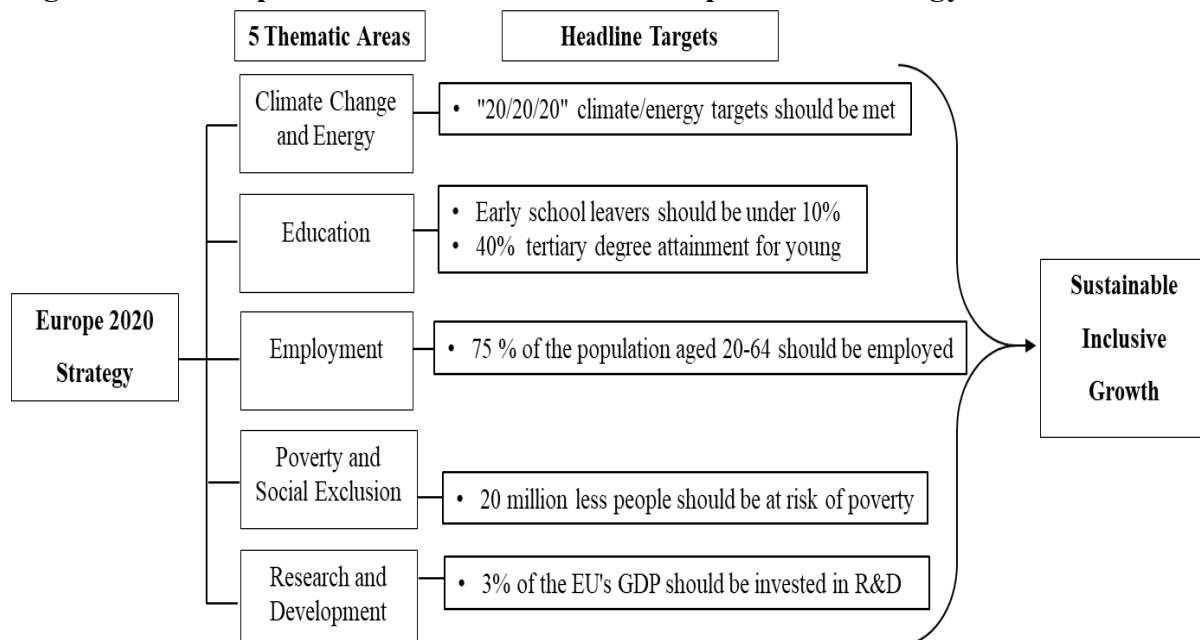 5 Thematic Areas
Headline Targets
Climate Change
and Energy
• "20/20/20" climate/energy targets should be met
Education
• Early school leavers should be under 10%
• 40% tertiary degree attainment for young
Europe 2020
Strategy
Employment
• 75 % of the population aged 20-64 should be employed
Poverty and
Social Exclusion
• 20 million less people should be at risk of poverty
Research and
Development
• 3% of the EU's GDP should be invested in R&D
Sustainable
Inclusive
Growth